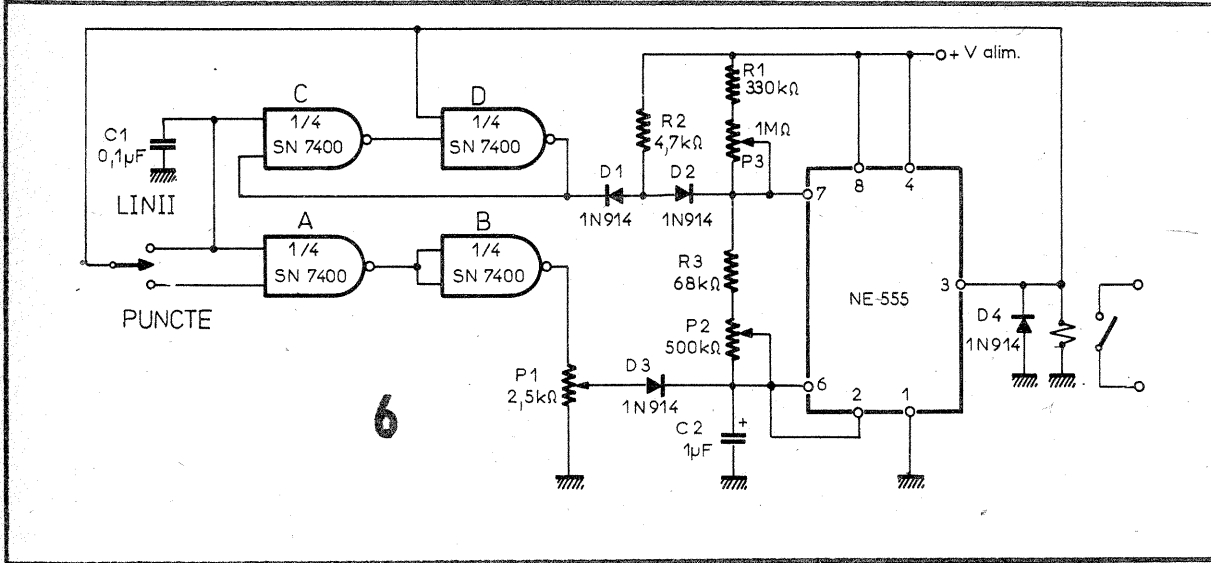 C
1/4
SN 7400
D
1/4
SN 7400
+ V alim.
R1
330kΩ
R2
4,7kΩ
1MΩ
P3
C1
0,1µF
LINII
D1
1N914
D2
1N914
7
8
4
A
1/4
SN 7400
B
1/4
SN 7400
PUNCTE
R3
68kΩ
NE-555
3
D4
1N914
P2
500kΩ
P1
2,5kΩ
D3
1N914
6
2
1
C2
+
1µF
6